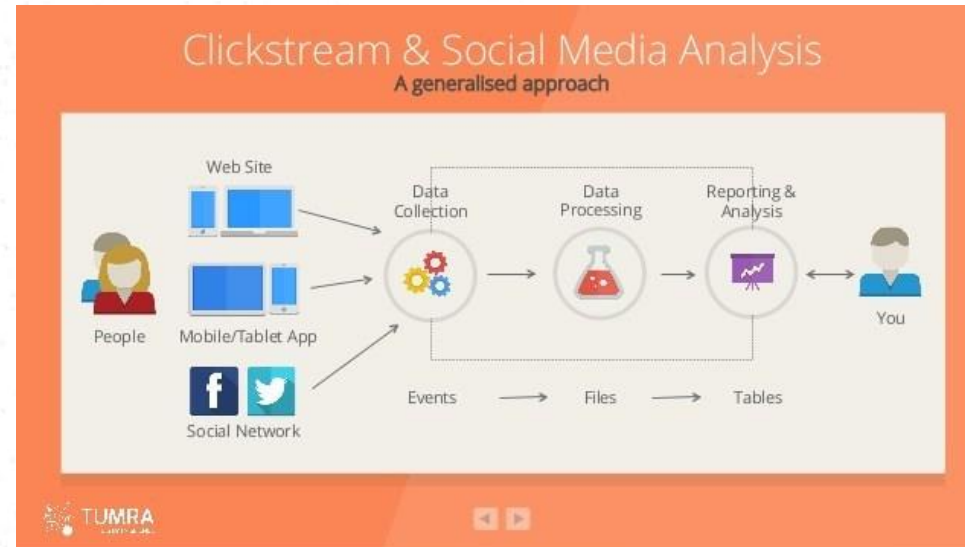 Clickstream & Social Media Analysis
A generalised approach
Web Site
Data
Collection
Data
Processing
Reporting &
Analysis
People
Mobile/Tablet App
You
Social Network
Events
Files
Tables
TUMRA